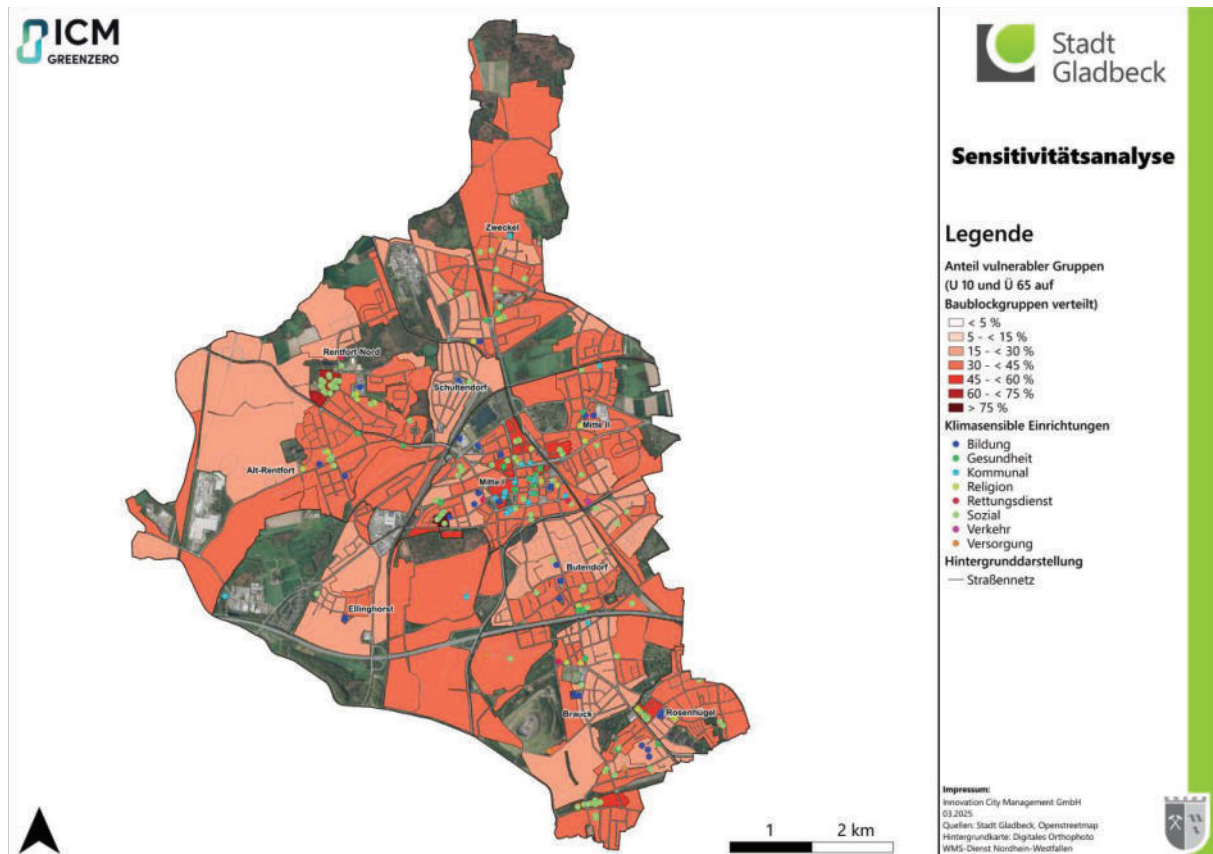 ICM
GREENZERO
Stadt
Gladbeck
Sensitivitätsanalyse
Legende
Anteil vulnerabler Gruppen
(U 10 und Ü 65 auf
Baublockgruppen verteilt)
< 5 %
5 - < 15 %
15 - < 30 %
30 - < 45 %
45 - < 60 %
60 - < 75 %
> 75 %
Klimasensible Einrichtungen
Bildung
Gesundheit
Kommunal
Religion
Rettungsdienst
Sozial
Verkehr
Versorgung
Hintergrunddarstellung
Straßennetz
Zweckel
Rentfort-Nord
Schultendorf
Mitte II
Alt-Rentfort
Mitte I
Butendorf
Ellinghorst
Brauck
Rosenhügel
1 2 km
Impressum:
Innovation City Management GmbH
03.2025
Quellen: Stadt Gladbeck, Openstreetmap
Hintergrundkarte: Digitales Orthophoto
WMS-Dienst Nordhein-Westfallen